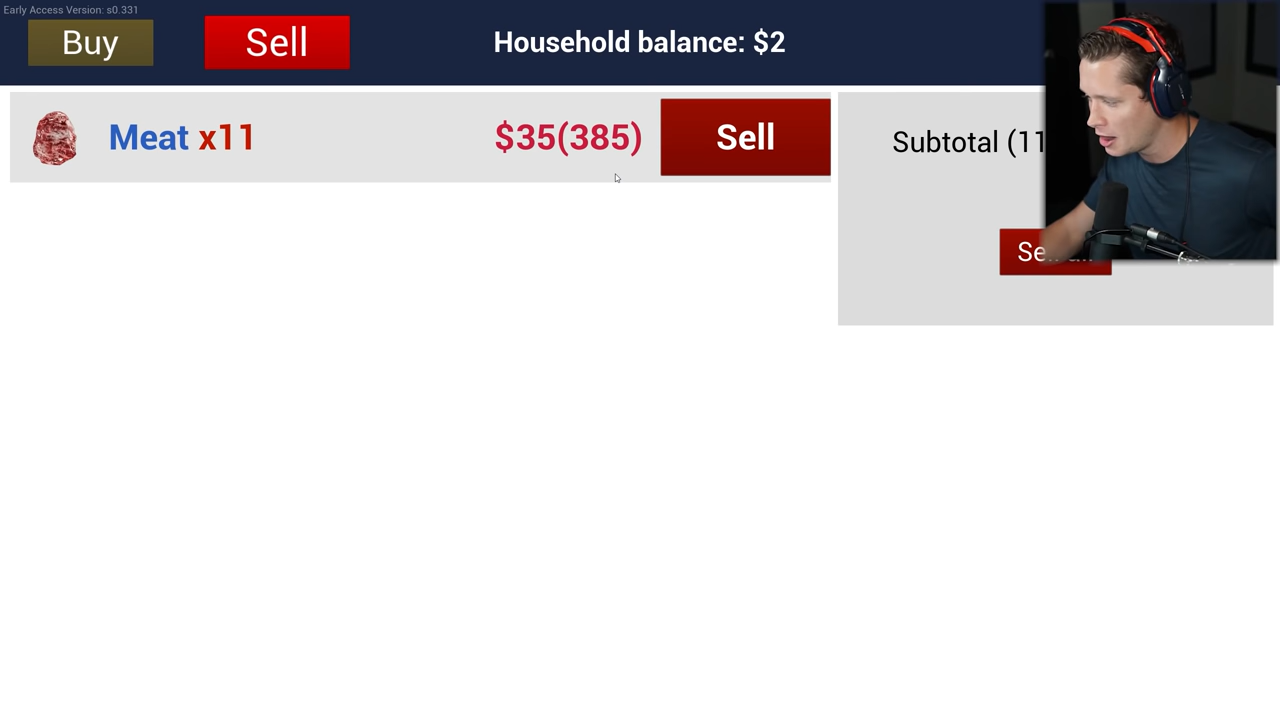 Early Access Version: s0.331
Buy
Sell
Household balance: $2
Meat x11
$35(385)
Sell
Subtotal (11